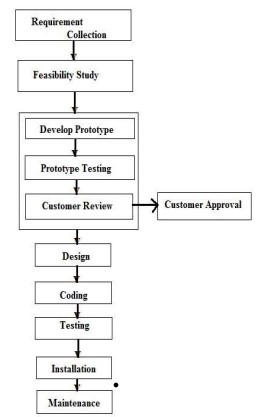 Requirement
Collection
Feasibility Study
Develop Prototype
Prototype Testing
Customer Review
Customer Approval
Design
Coding
Testing
Installation
Maintenance